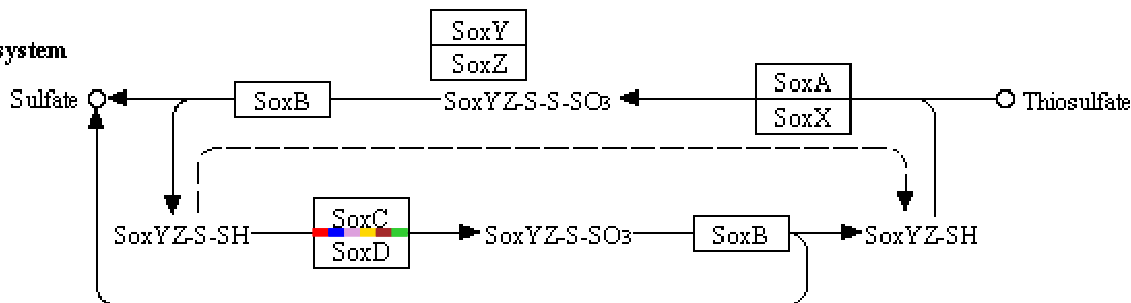 SoxY
SoxZ
system
Sulfate
SoxB
SoxYZ-S-S-SO3
SoxA
SoxX
Thiosulfate
SoxYZ-S-SH
SoxC
SoxD
SoxYZ-S-SO3
SoxB
SoxYZ-SH